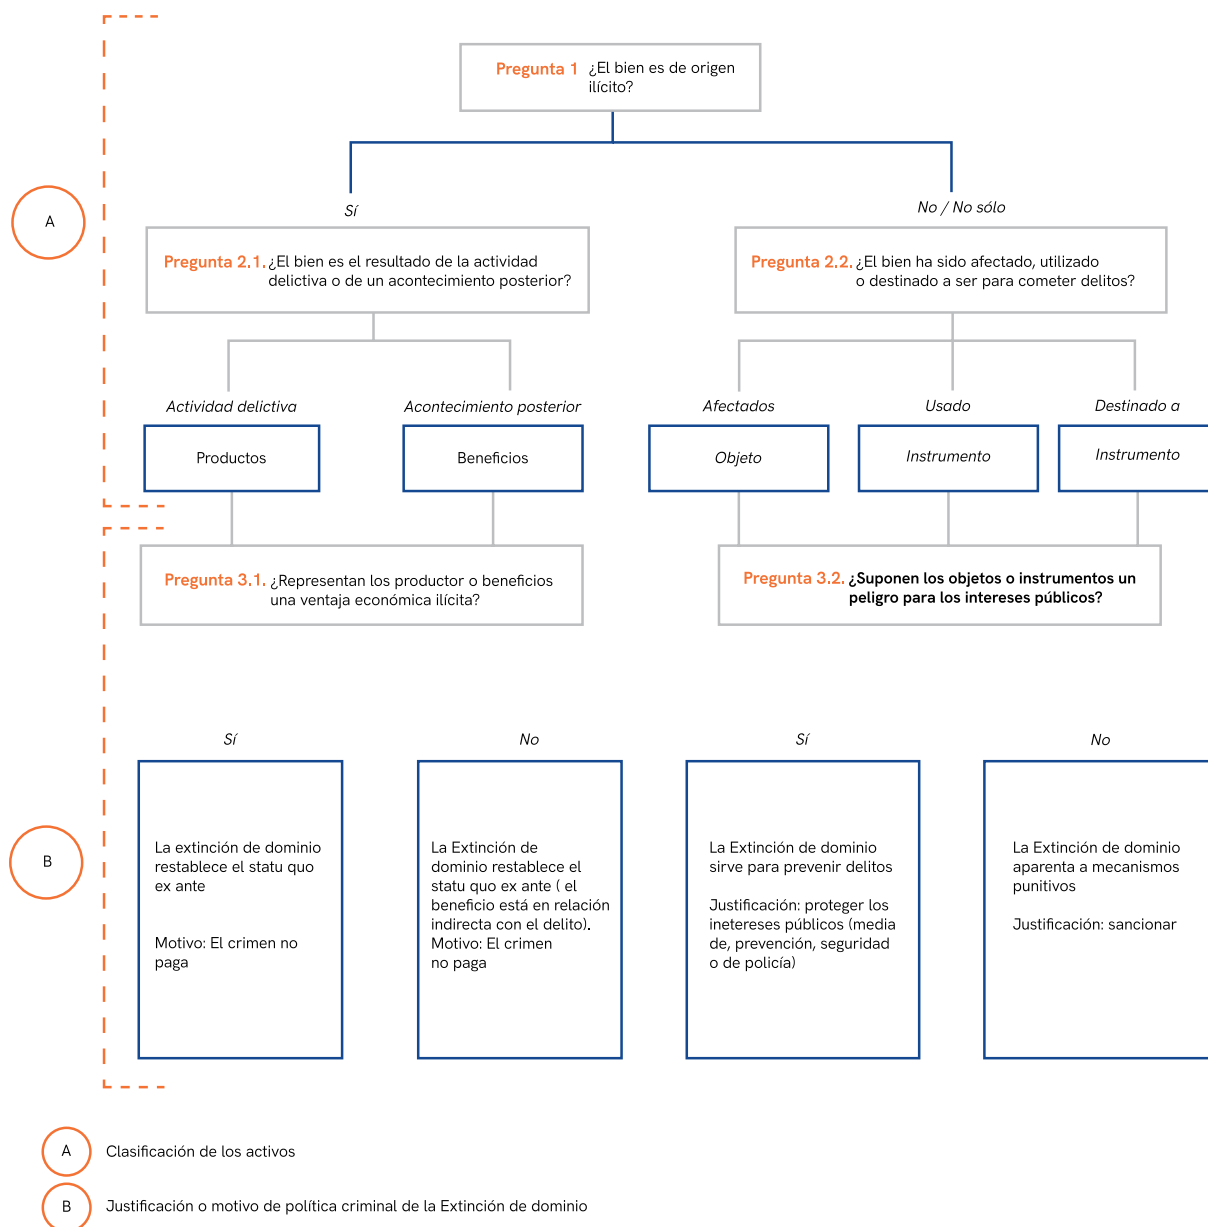 Pregunta 1 ¿El bien es de origen
ilícito?
A
Sí
No / No sólo
Pregunta 2.1. ¿El bien es el resultado de la actividad
delictiva o de un acontecimiento posterior?
Pregunta 2.2. ¿El bien ha sido afectado, utilizado
o destinado a ser para cometer delitos?
Actividad delictiva
Acontecimiento posterior
Afectados
Usado
Destinado a
Productos
Beneficios
Objeto
Instrumento
Instrumento
Pregunta 3.1. ¿Representan los productor o beneficios
una ventaja económica ilícita?
Pregunta 3.2. ¿Suponen los objetos o instrumentos un
peligro para los intereses públicos?
Sí
No
Sí
No
B
La extinción de dominio
restablece el statu quo
ex ante
Motivo: El crimen no
paga
La Extinción de
dominio restablece el
statu quo ex ante ( el
beneficio está en relación
indirecta con el delito).
Motivo: El crimen
no paga
La Extinción de dominio
sirve para prevenir delitos
Justificación: proteger los
inetereses públicos (media
de, prevención, seguridad
o de policía)
La Extinción de dominio
aparenta a mecanismos
punitivos
Justificación: sancionar
A Clasificación de los activos
B Justificación o motivo de política criminal de la Extinción de dominio